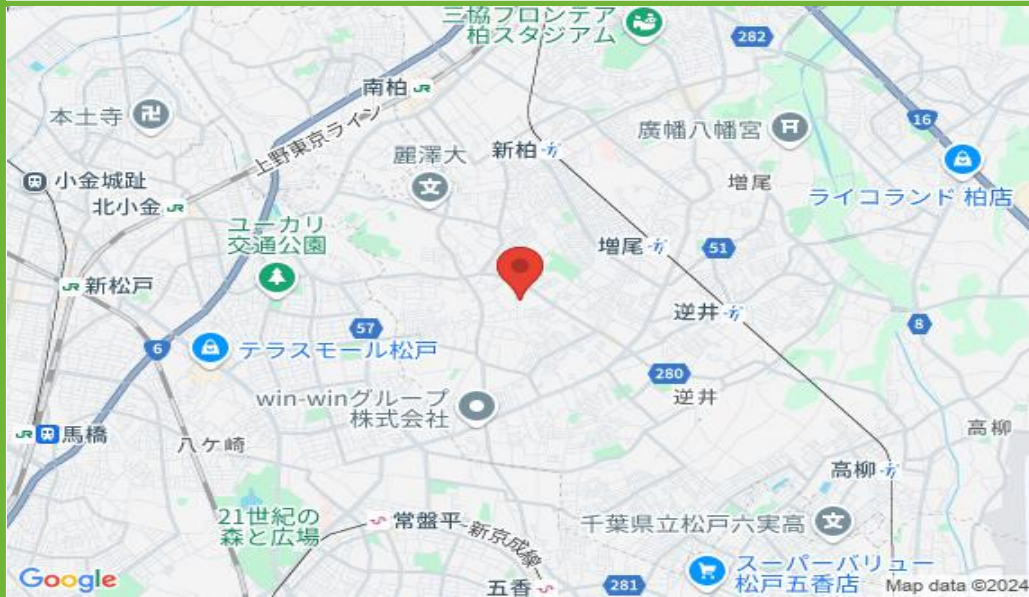 三協フロンテア
柏スタジアム
282
南柏
JR
本土寺
上野東京ライン
16
廣幡八幡宮
麗澤大
新柏
小金城趾
増尾
ライコランド 柏店
北小金
JR
ユーカリ
交通公園
増尾
51
JR
新松戸
逆井
8
57
6
テラスモール松戸
280
win-winグループ
株式会社
逆井
高柳
JR
馬橋
八ケ崎
高柳
21世紀の
森と広場
常盤平
新京成線
千葉県立松戸六実高
スーパーバリュー
松戸五香店
Google
五香
281
Map data ©2024